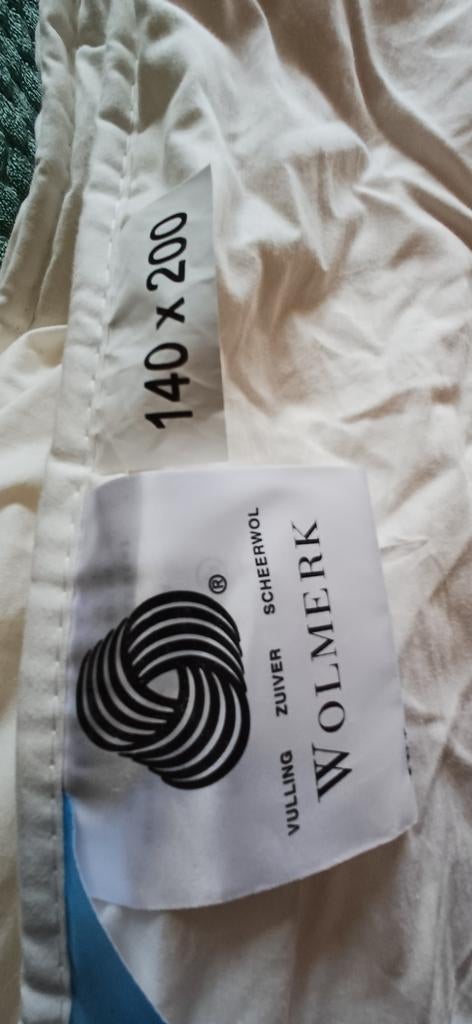 140 x 200
®
VULLING ZUIVER SCHEERWOL
WOLMERK